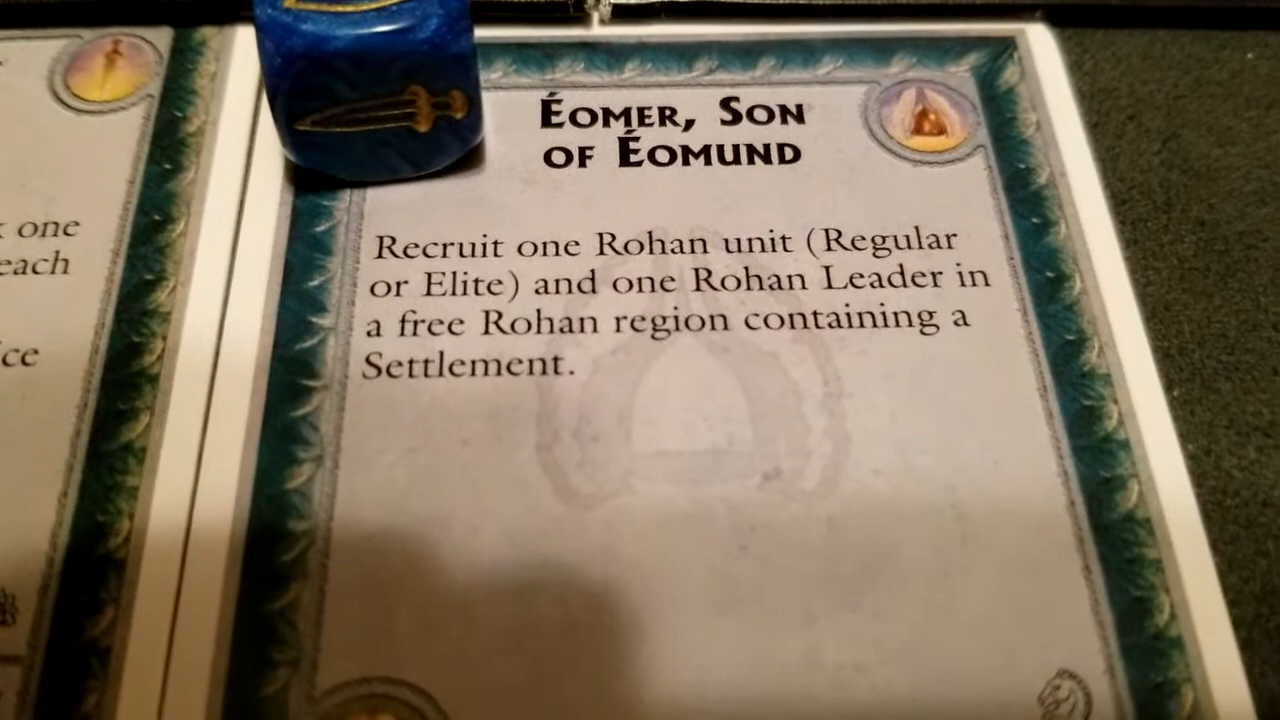 one
each
ice
ÉOMER, SON
OF ÉOMUND
Recruit one Rohan unit (Regular
or Elite) and one Rohan Leader in
a free Rohan region containing a
Settlement.